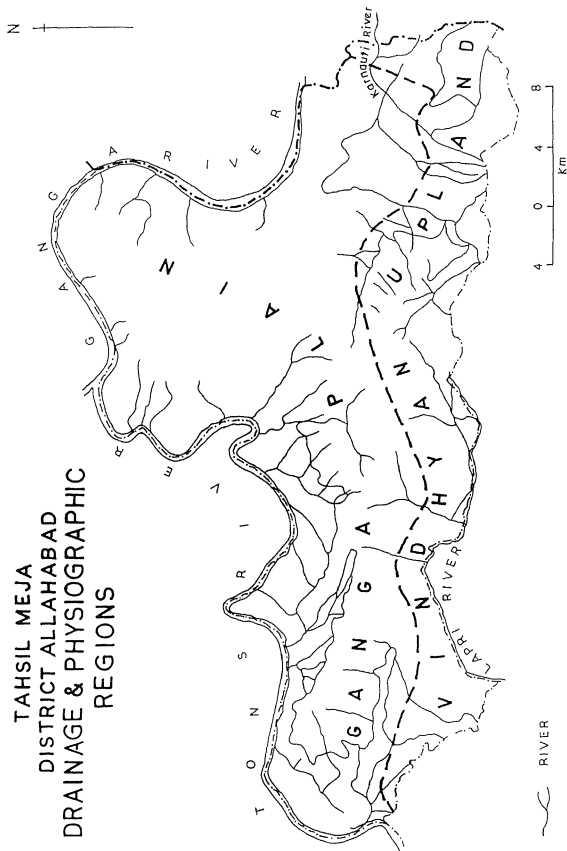 TAHSIL MEJA
DISTRICT ALLAHABAD
DRAINAGE & PHYSIOGRAPHIC
REGIONS
N
TONS RIVER
GANGA RIVER
Karnauti River
GANGA PLAIN
VINDHYAN UPLAND
LAPRI RIVER
RIVER
4 0 4 8
Km